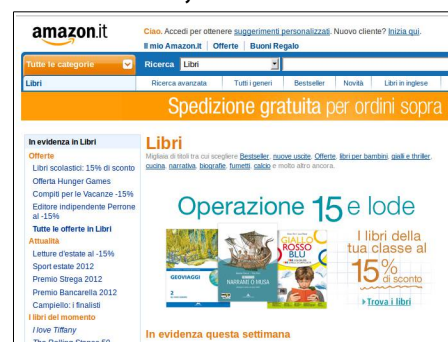 amazon.it
Ciao. Accedi per ottenere suggerimenti personalizzati. Nuovo cliente? Inizia qui.
Il mio Amazon.it | Offerte | Buoni Regalo
Tutte le categorie
Ricerca Libri
Libri
Ricerca avanzata
Tutti i generi
Bestseller
Novità
Libri in inglese
Spedizione gratuita per ordini sopra
In evidenza in Libri
Offerte
Libri scolastici: 15% di sconto
Offerta Hunger Games
Compiti per le Vacanze -15%
Editore indipendente Perrone
al -15%
Tutte le offerte in Libri
Attualità
Letture d'estate al -15%
Sport estate 2012
Premio Strega 2012
Premio Bancarella 2012
Campiello: i finalisti
I libri del momento
I love Tiffany
The Rolling Stones 50
Libri
Migliaia di titoli tra cui scegliere Bestseller, nuove uscite, Offerte, libri per bambini, gialli e thriller,
cucina, narrativa, biografie, fumetti, calcio e molto altro ancora.
Operazione 15 e lode
GEOVIAGGI
2
NARRAMI O MUSA
GIALLO
ROSSO
BLU
I libri della
tua classe al
15%
di sconto
Trova i libri
In evidenza questa settimana